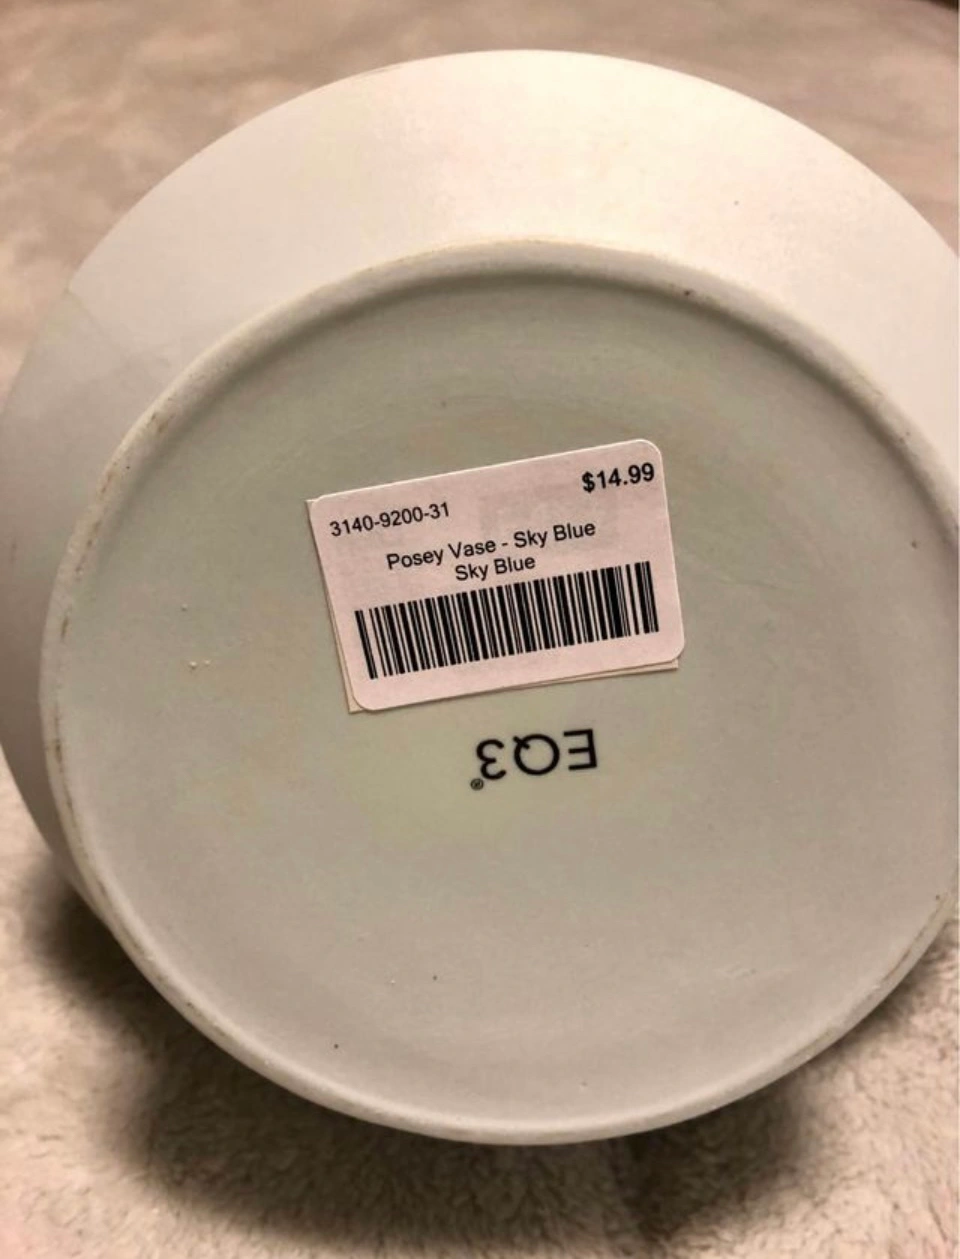 $14.99
3140-9200-31
Posey Vase - Sky Blue
Sky Blue
EQ3®